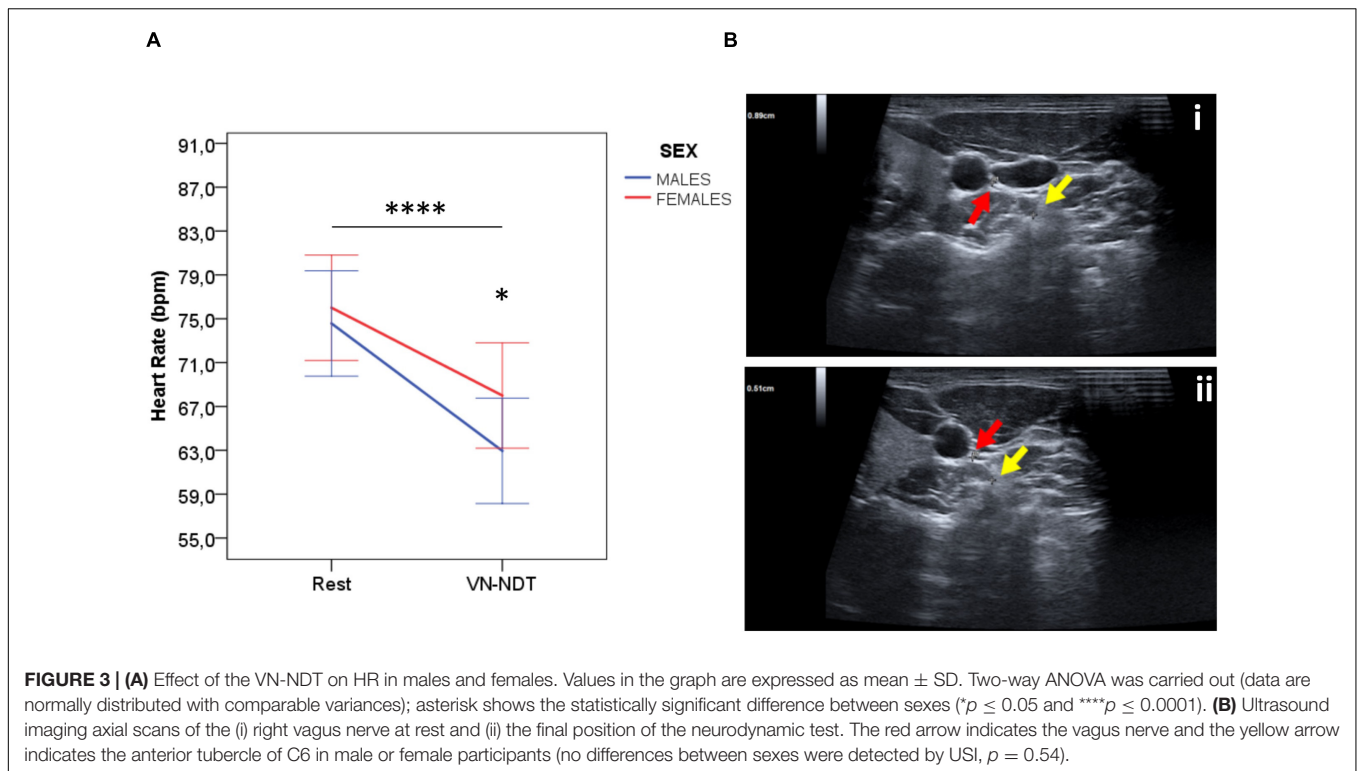 A
B
91,0
87,0
83,0
79,0
75,0
71,0
67,0
63,0
59,0
55,0
Heart Rate (bpm)
****
*
Rest
VN-NDT
SEX
MALES
FEMALES
0.89cm
i
0.51cm
ii
FIGURE 3 | (A) Effect of the VN-NDT on HR in males and females. Values in the graph are expressed as mean ± SD. Two-way ANOVA was carried out (data are
normally distributed with comparable variances); asterisk shows the statistically significant difference between sexes (*p ≤ 0.05 and ****p ≤ 0.0001). (B) Ultrasound
imaging axial scans of the (i) right vagus nerve at rest and (ii) the final position of the neurodynamic test. The red arrow indicates the vagus nerve and the yellow arrow
indicates the anterior tubercle of C6 in male or female participants (no differences between sexes were detected by USI, p = 0.54).